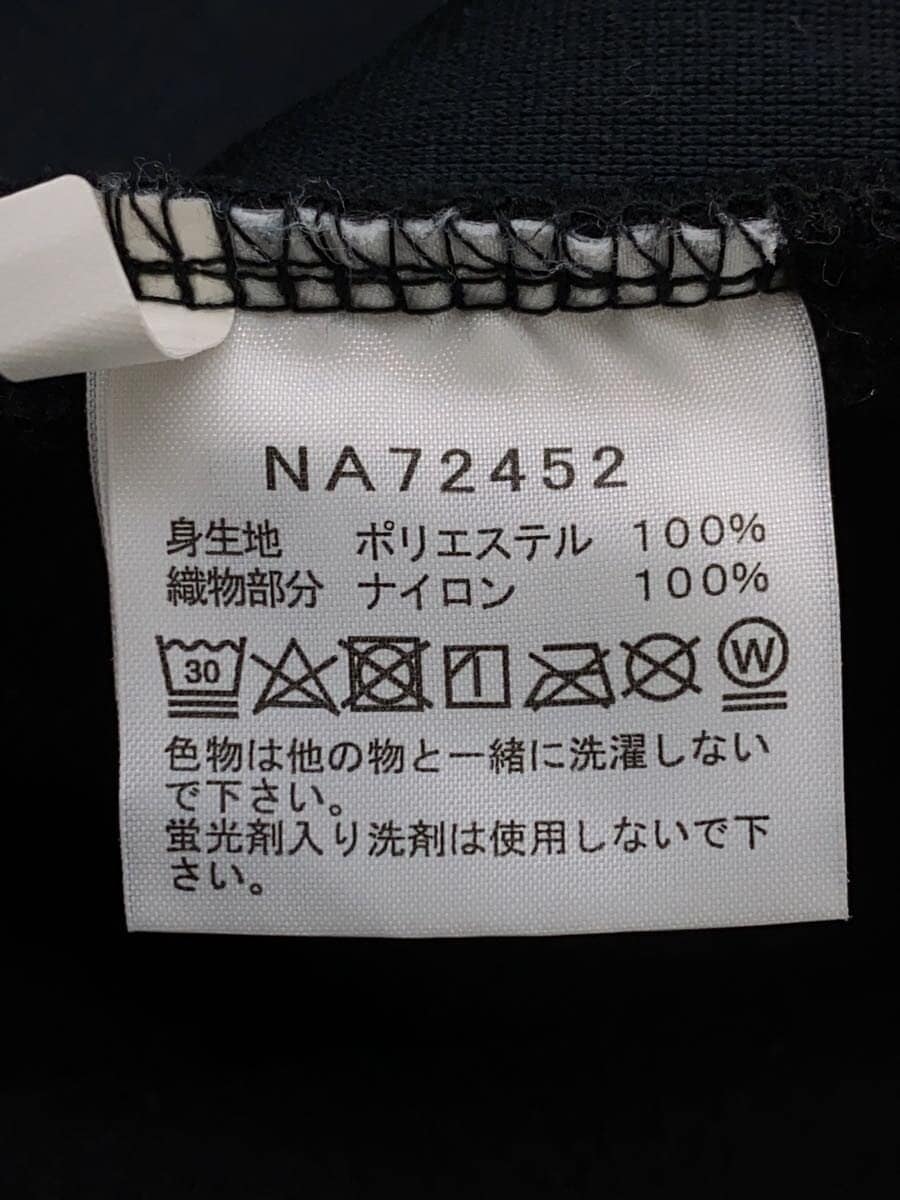 NA72452
身生地 ポリエステル 100%
織物部分 ナイロン 100%
30 W
色物は他の物と一緒に洗濯しない
で下さい。
蛍光剤入り洗剤は使用しないで下
さい。